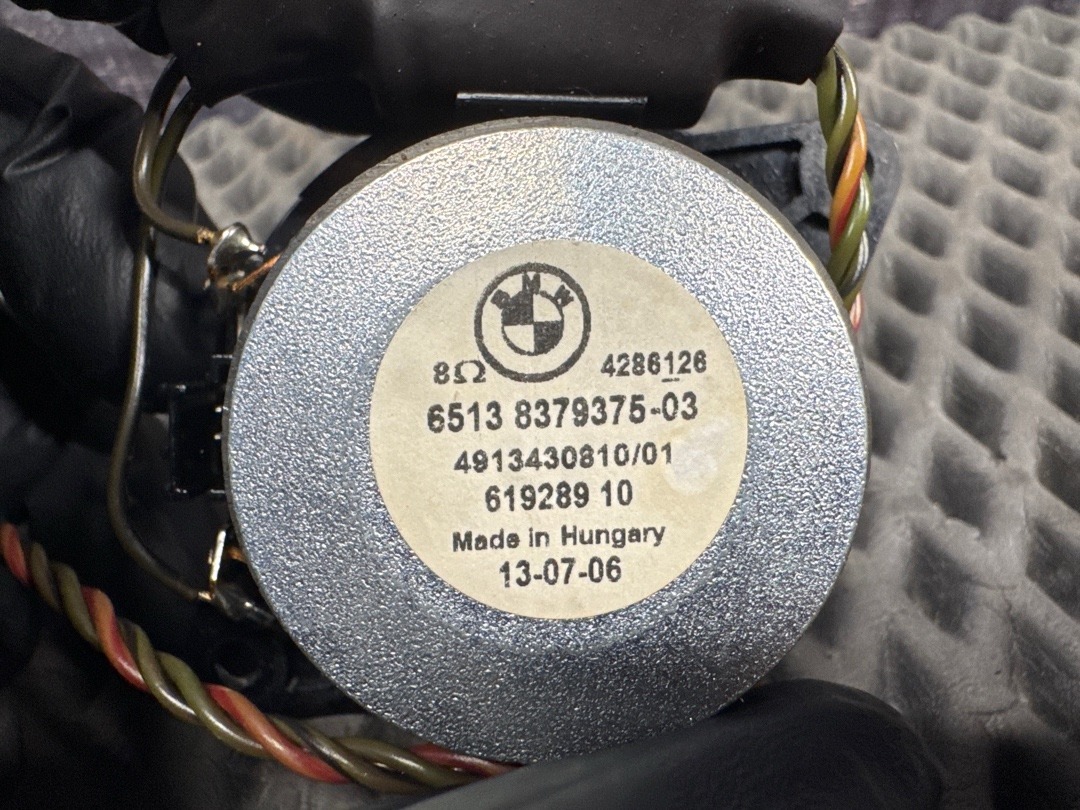 BMW
8Ω 4286126
6513 8379375-03
4913430810/01
619289 10
Made in Hungary
13-07-06